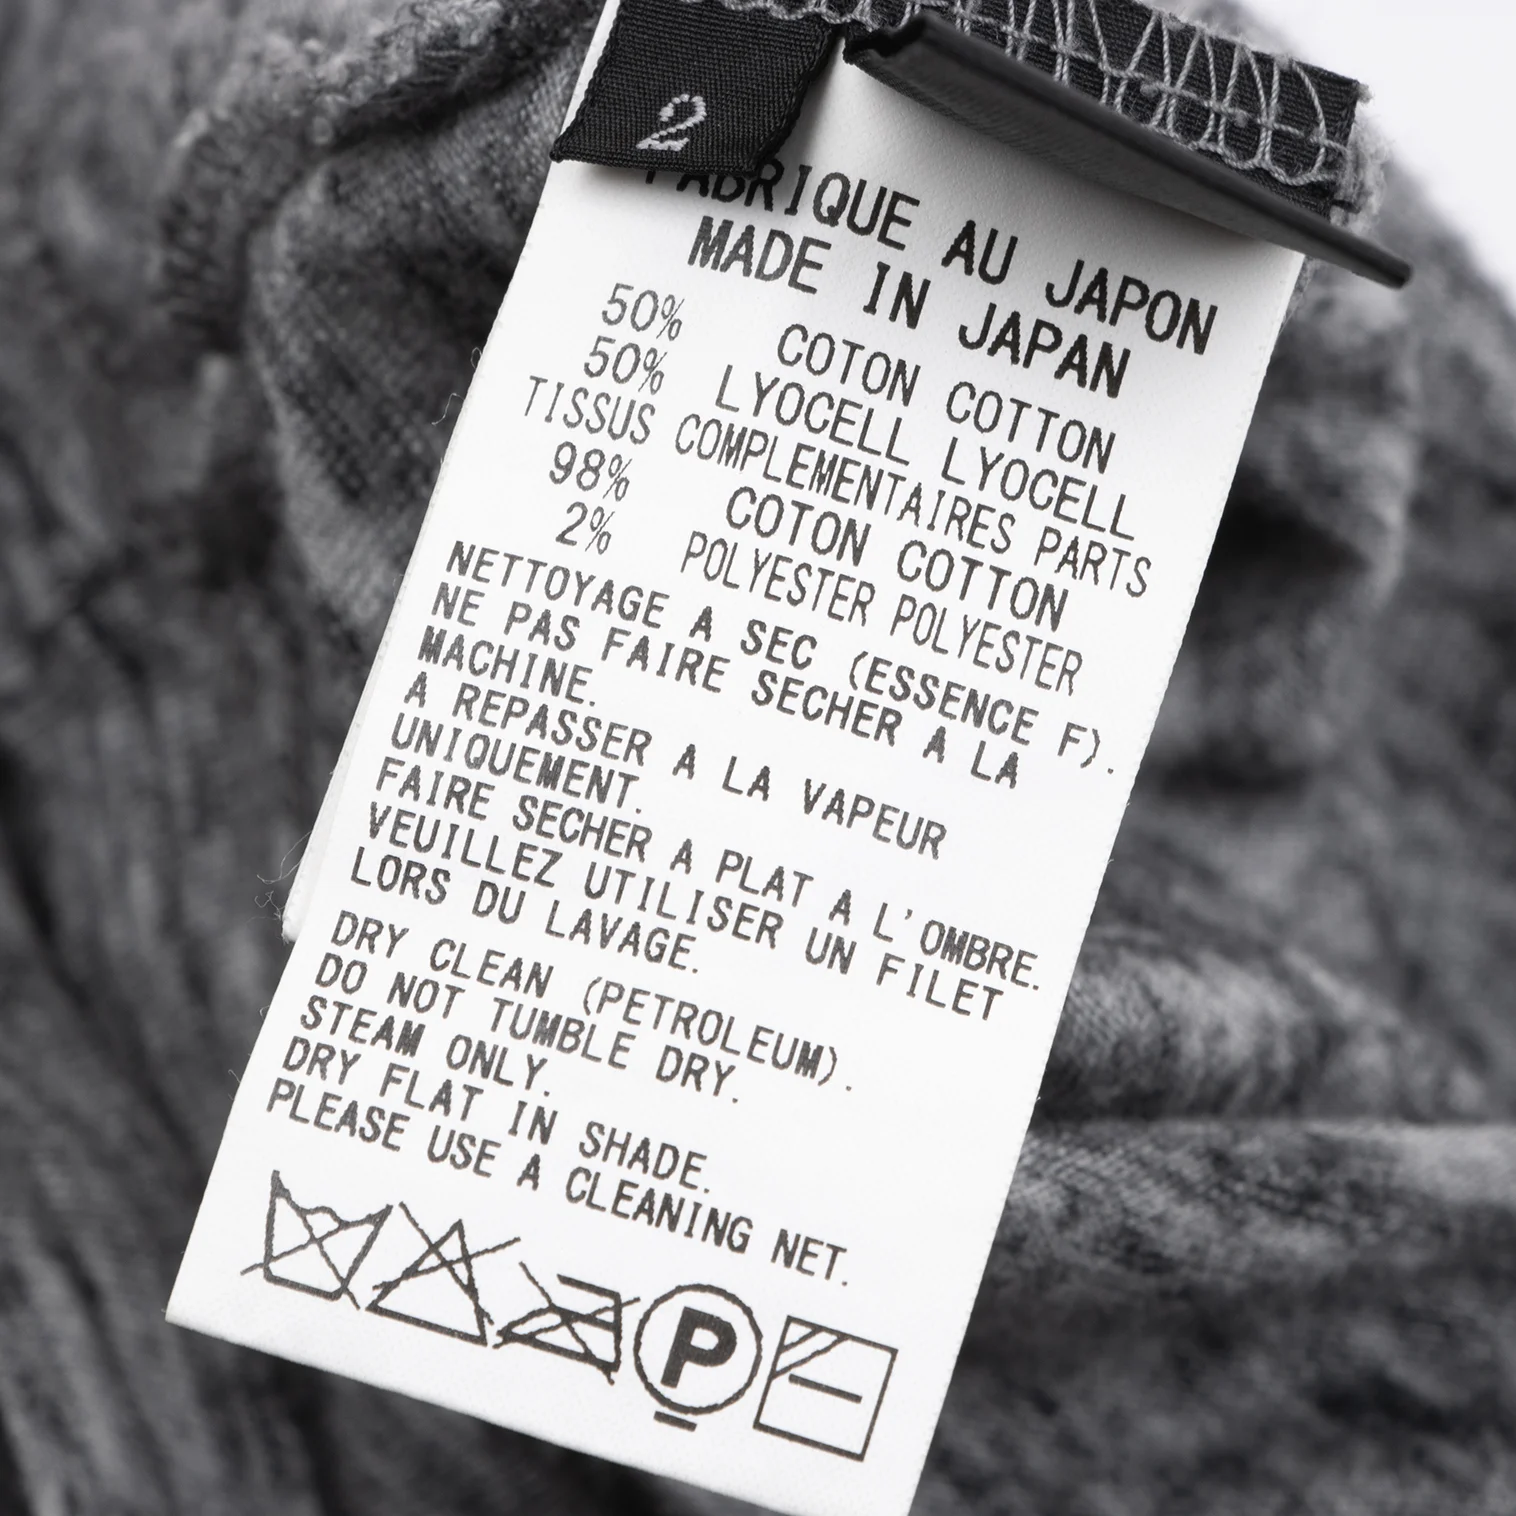 2
FABRIQUE AU JAPON
MADE IN JAPAN
50% COTON COTTON
50% LYOCELL LYOCELL
TISSUS COMPLEMENTAIRES PARTS
98% COTON COTTON
2% POLYESTER POLYESTER
NETTOYAGE A SEC (ESSENCE F).
NE PAS FAIRE SECHER A LA
MACHINE.
A REPASSER A LA VAPEUR
UNIQUEMENT.
FAIRE SECHER A PLAT A L'OMBRE.
VEUILLEZ UTILISER UN FILET
LORS DU LAVAGE.
DRY CLEAN (PETROLEUM).
DO NOT TUMBLE DRY.
STEAM ONLY.
DRY FLAT IN SHADE.
PLEASE USE A CLEANING NET.
P